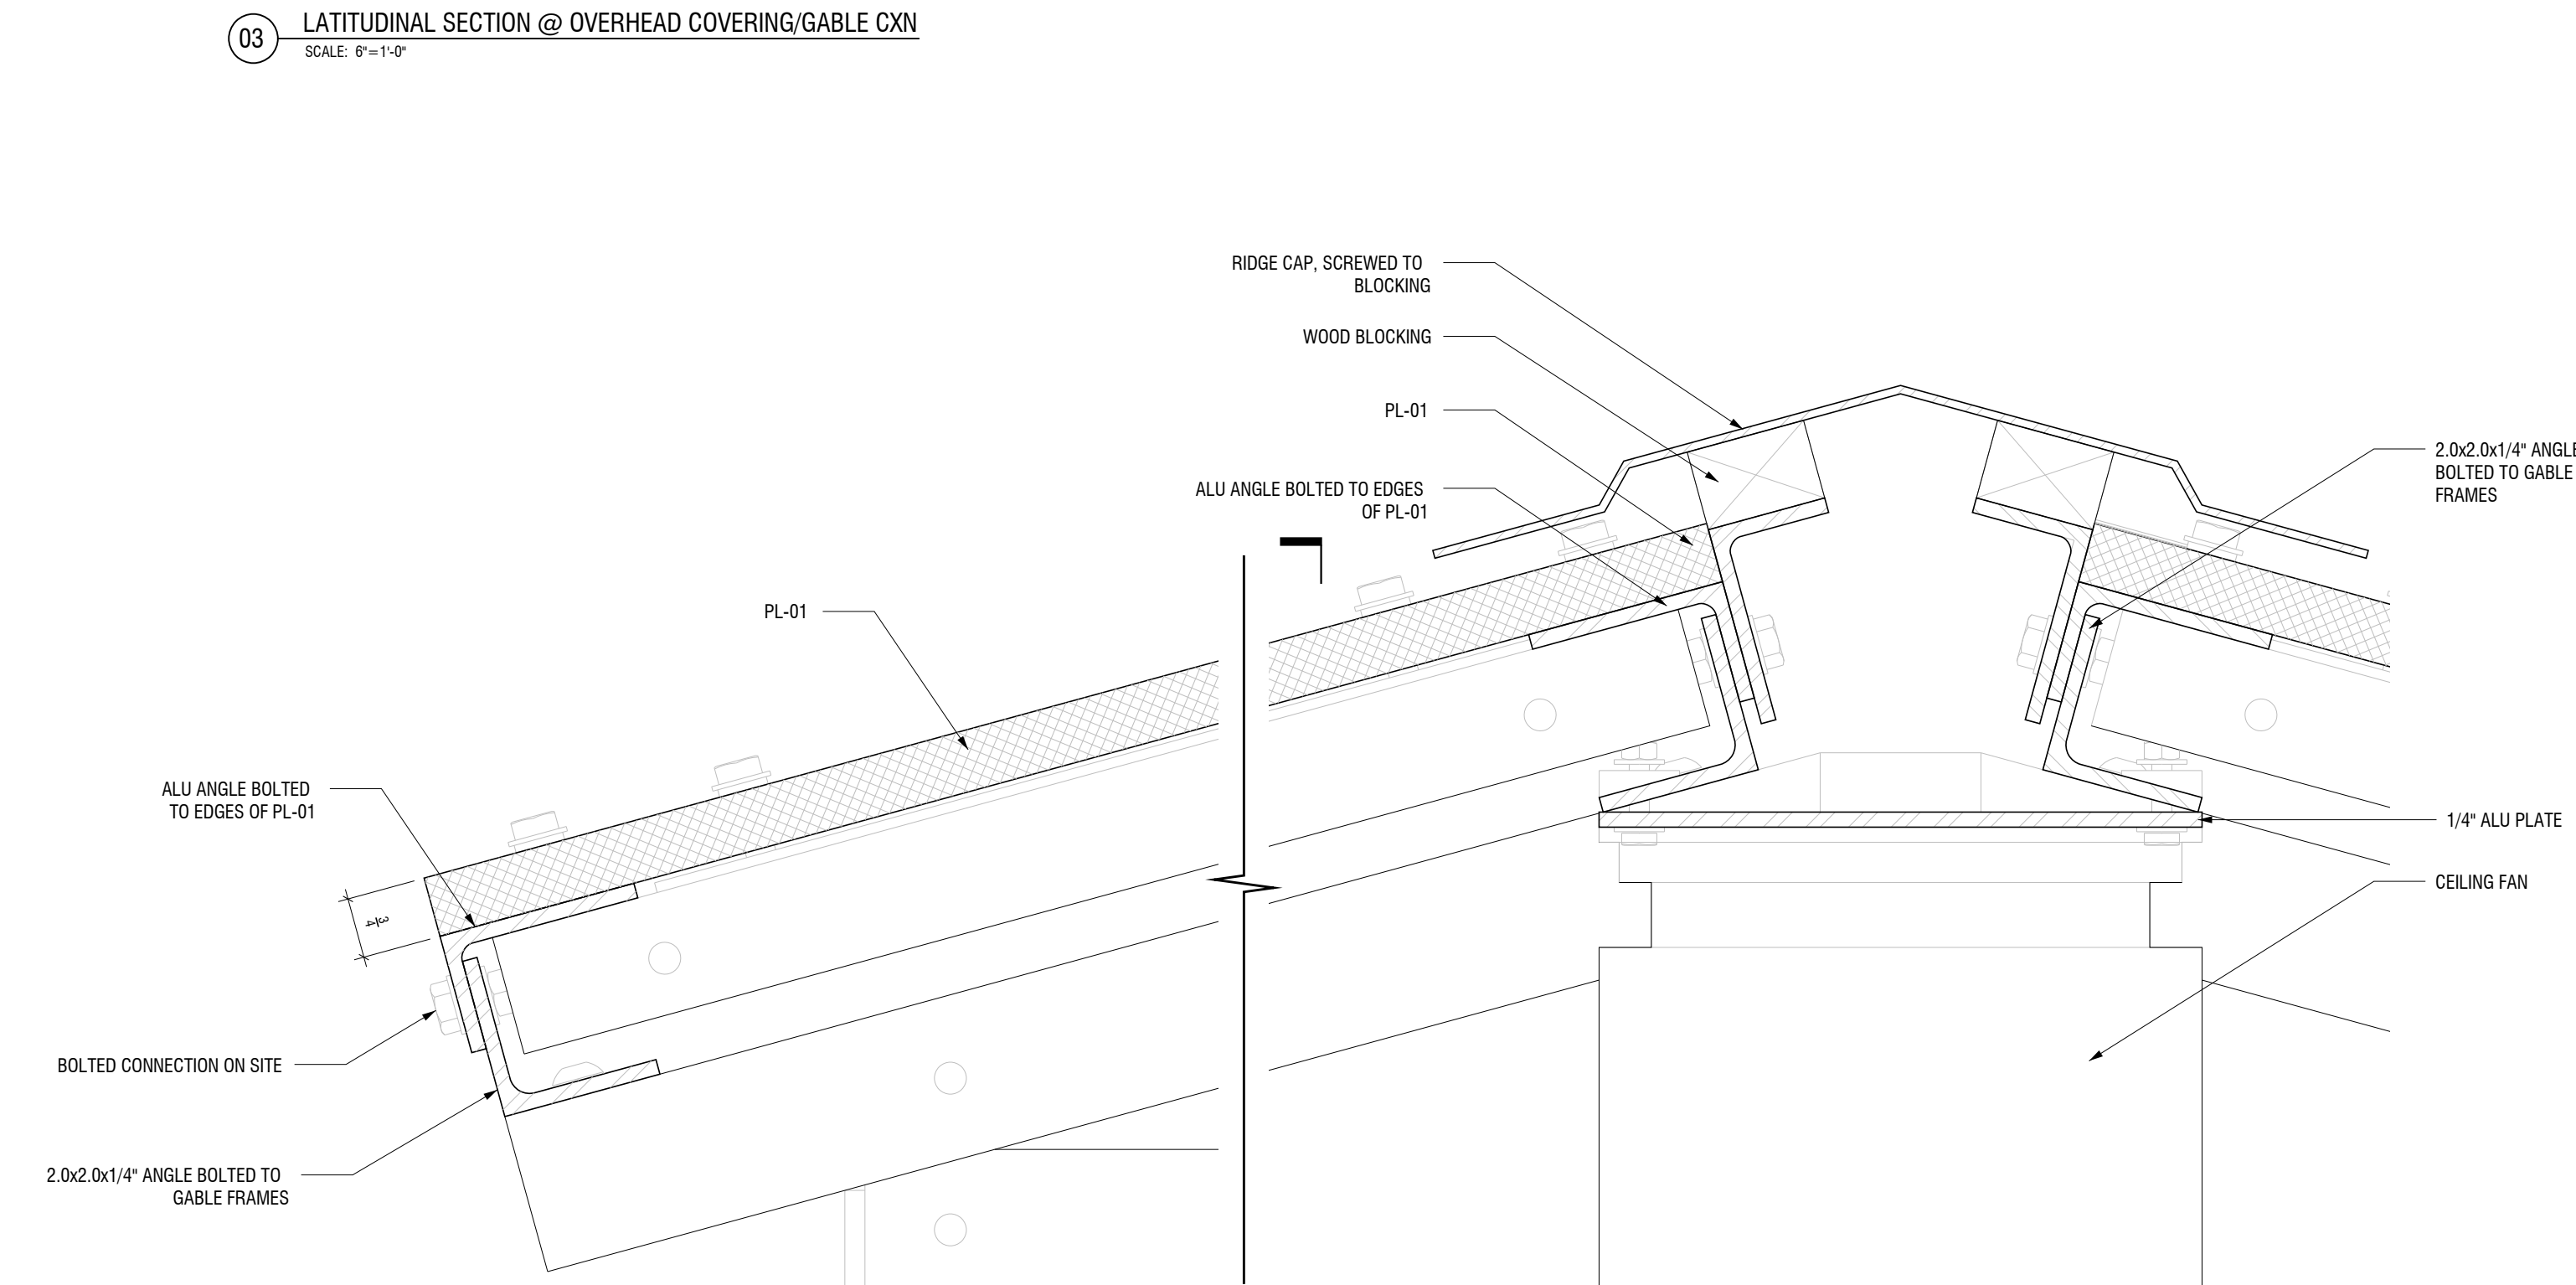 03
LATITUDINAL SECTION @ OVERHEAD COVERING/GABLE CXN
SCALE: 6"=1'-0"
RIDGE CAP, SCREWED TO
BLOCKING
WOOD BLOCKING
PL-01
ALU ANGLE BOLTED TO EDGES
OF PL-01
2.0x2.0x1/4" ANGLE
BOLTED TO GABLE
FRAMES
PL-01
ALU ANGLE BOLTED
TO EDGES OF PL-01
3/4
1/4" ALU PLATE
CEILING FAN
BOLTED CONNECTION ON SITE
2.0x2.0x1/4" ANGLE BOLTED TO
GABLE FRAMES